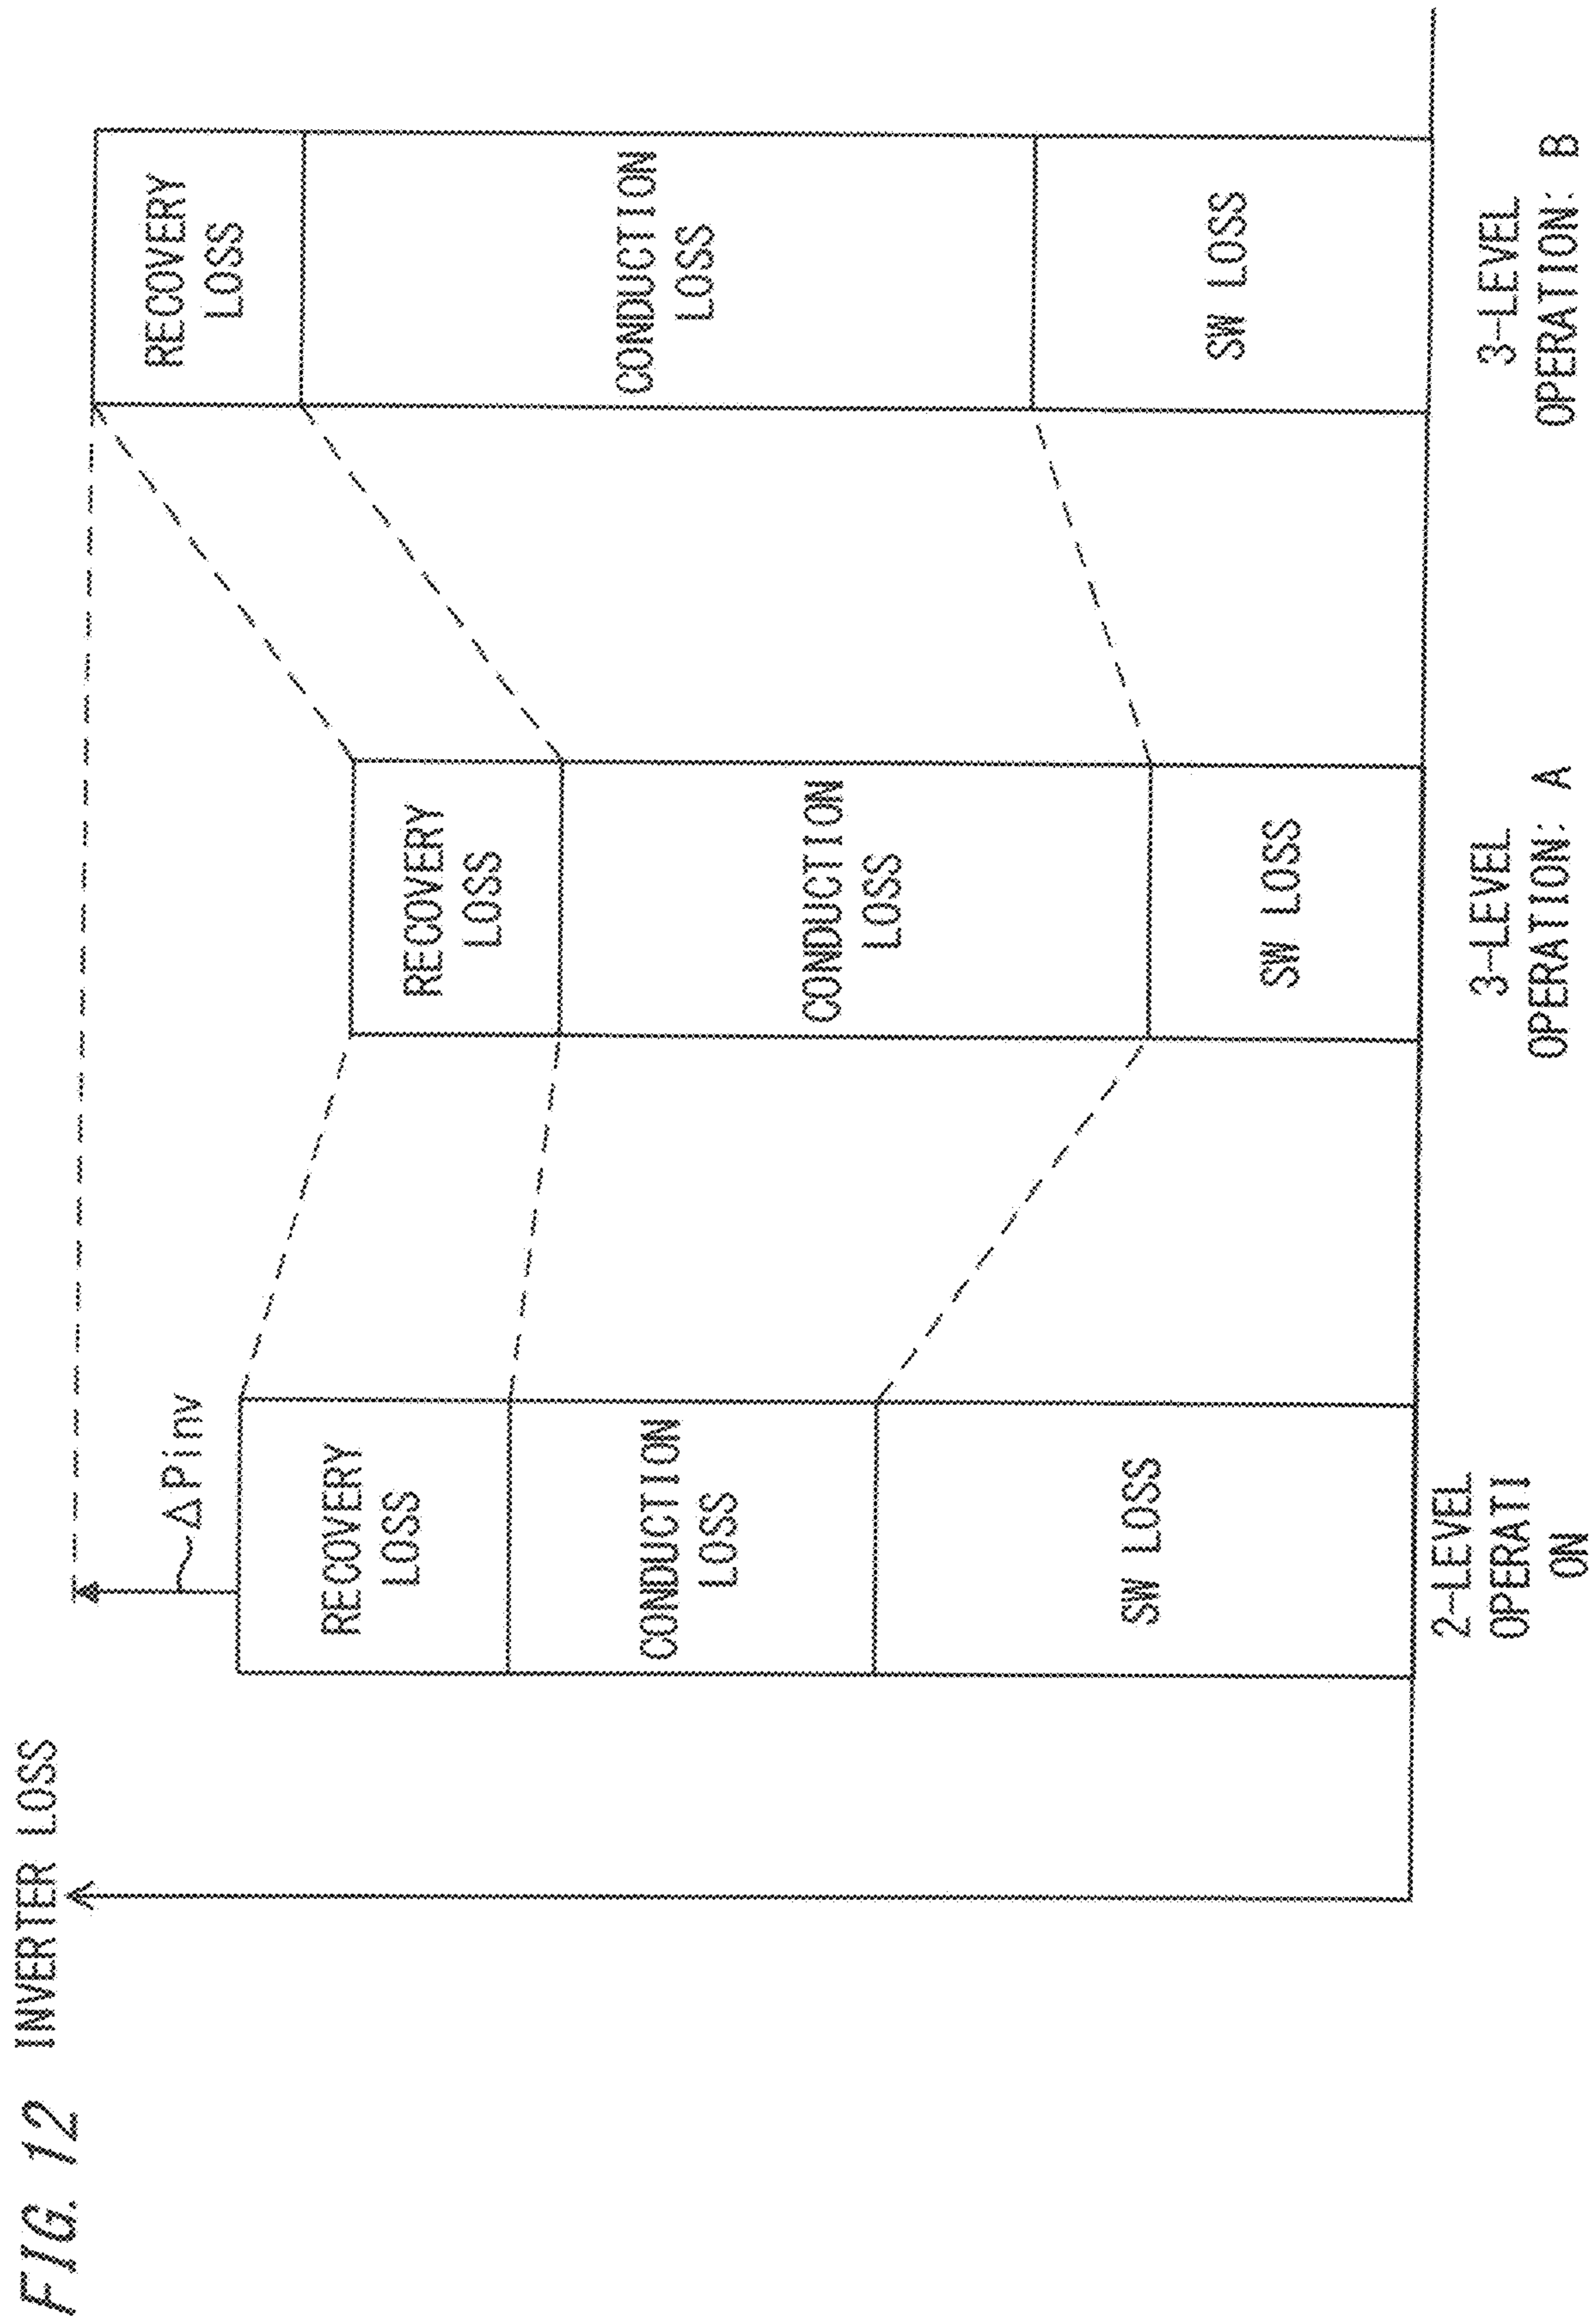 FIG. 12
INVERTER LOSS
ΔPinv
RECOVERY
LOSS
CONDUCTION
LOSS
SW LOSS
2-LEVEL
OPERATI
ON
RECOVERY
LOSS
CONDUCTION
LOSS
SW LOSS
3-LEVEL
OPERATION: A
RECOVERY
LOSS
CONDUCTION
LOSS
SW LOSS
3-LEVEL
OPERATION: B